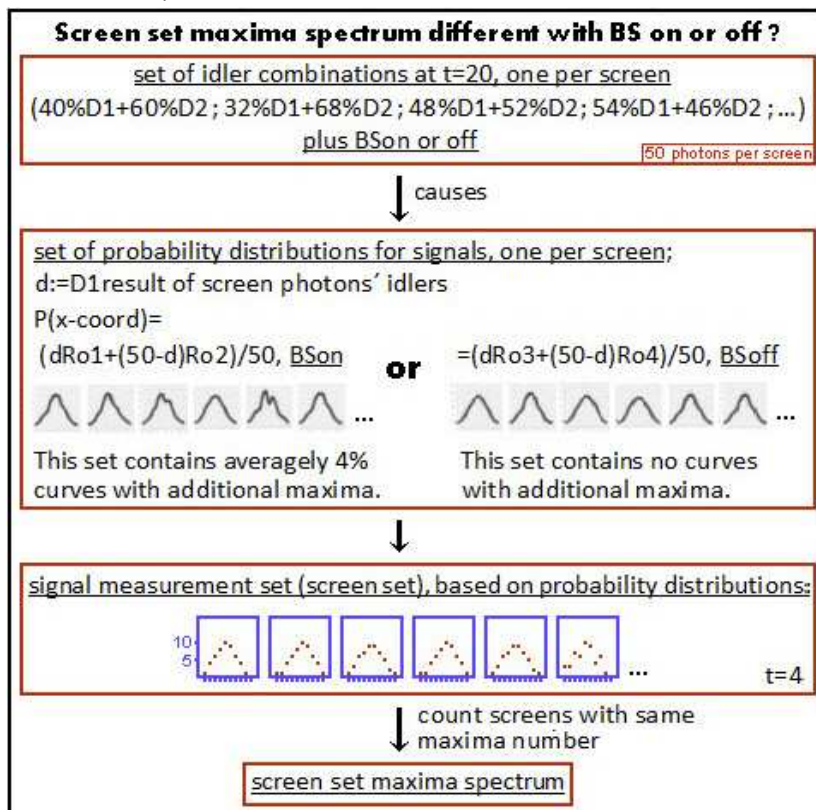 Screen set maxima spectrum different with BS on or off ?
set of idler combinations at t=20, one per screen
(40%D1+60%D2 ; 32%D1+68%D2 ; 48%D1+52%D2; 54%D1+46%D2 ; ...)
plus BSon or off
50 photons per screen
causes
set of probability distributions for signals, one per screen;
d:=D1result of screen photons´ idlers
P(x-coord)=
(dRo1+(50-d)Ro2)/50, BSon
or
=(dRo3+(50-d)Ro4)/50, BSoff
...
...
This set contains averagely 4%
curves with additional maxima.
This set contains no curves
with additional maxima.
signal measurement set (screen set), based on probability distributions:
10
5
...
t=4
count screens with same
maxima number
screen set maxima spectrum